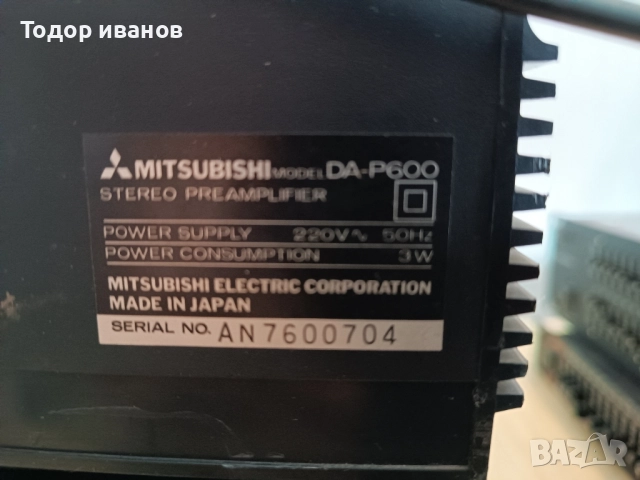 Тодор иванов
MITSUBISHI MODEL DA-P600
STEREO PREAMPLIFIER
POWER SUPPLY 220V~ 50Hz
POWER CONSUMPTION 3W
MITSUBISHI ELECTRIC CORPORATION
MADE IN JAPAN
SERIAL NO. AN7600704
BAZAR